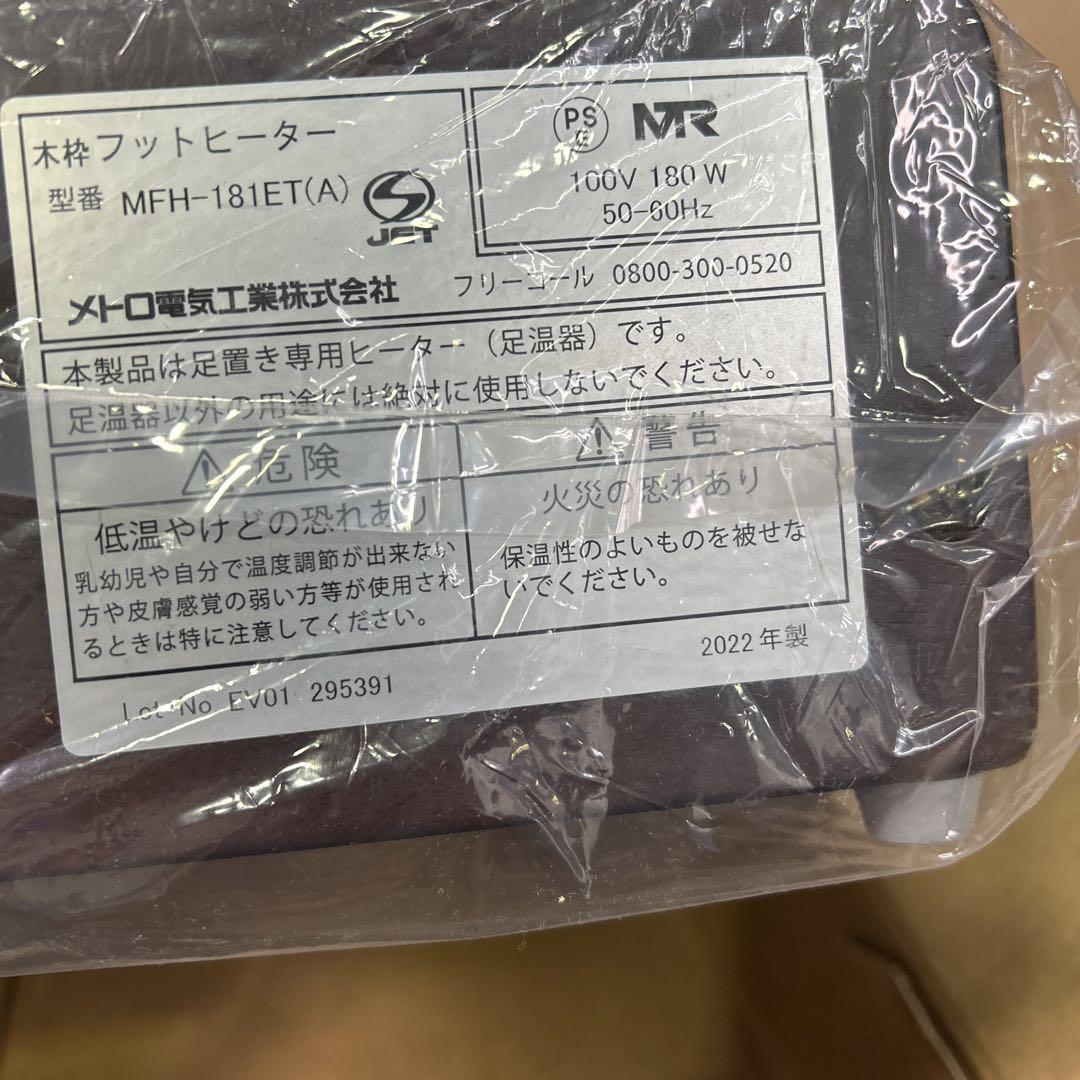 木枠フットヒーター
型番 MFH-181ET(A)
JET
PS
E
MTR
100V 180W
50-60Hz
メトロ電気工業株式会社
フリーコール 0800-300-0520
本製品は足置き専用ヒーター（足温器）です。
足温器以外の用途には絶対に使用しないでください。
危険
低温やけどの恐れあり
乳幼児や自分で温度調節が出来ない
方や皮膚感覚の弱い方等が使用され
るときは特に注意してください。
警告
火災の恐れあり
保温性のよいものを被せな
いでください。
2022年製
Lot No EV01 295391